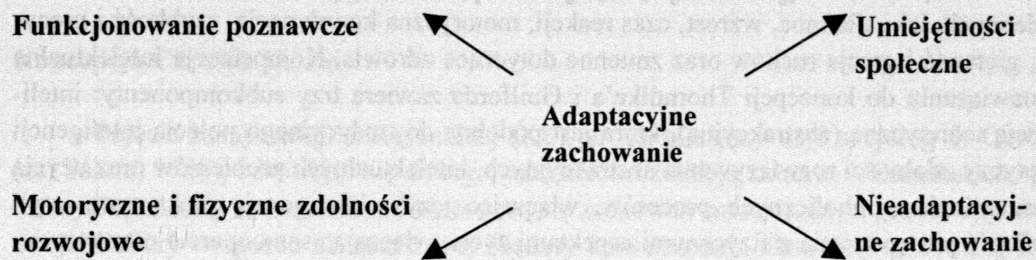 Funkcjonowanie poznawcze
Umiejętności
społeczne
Adaptacyjne
zachowanie
Motoryczne i fizyczne zdolności
rozwojowe
Nieadaptacyj-
ne zachowanie